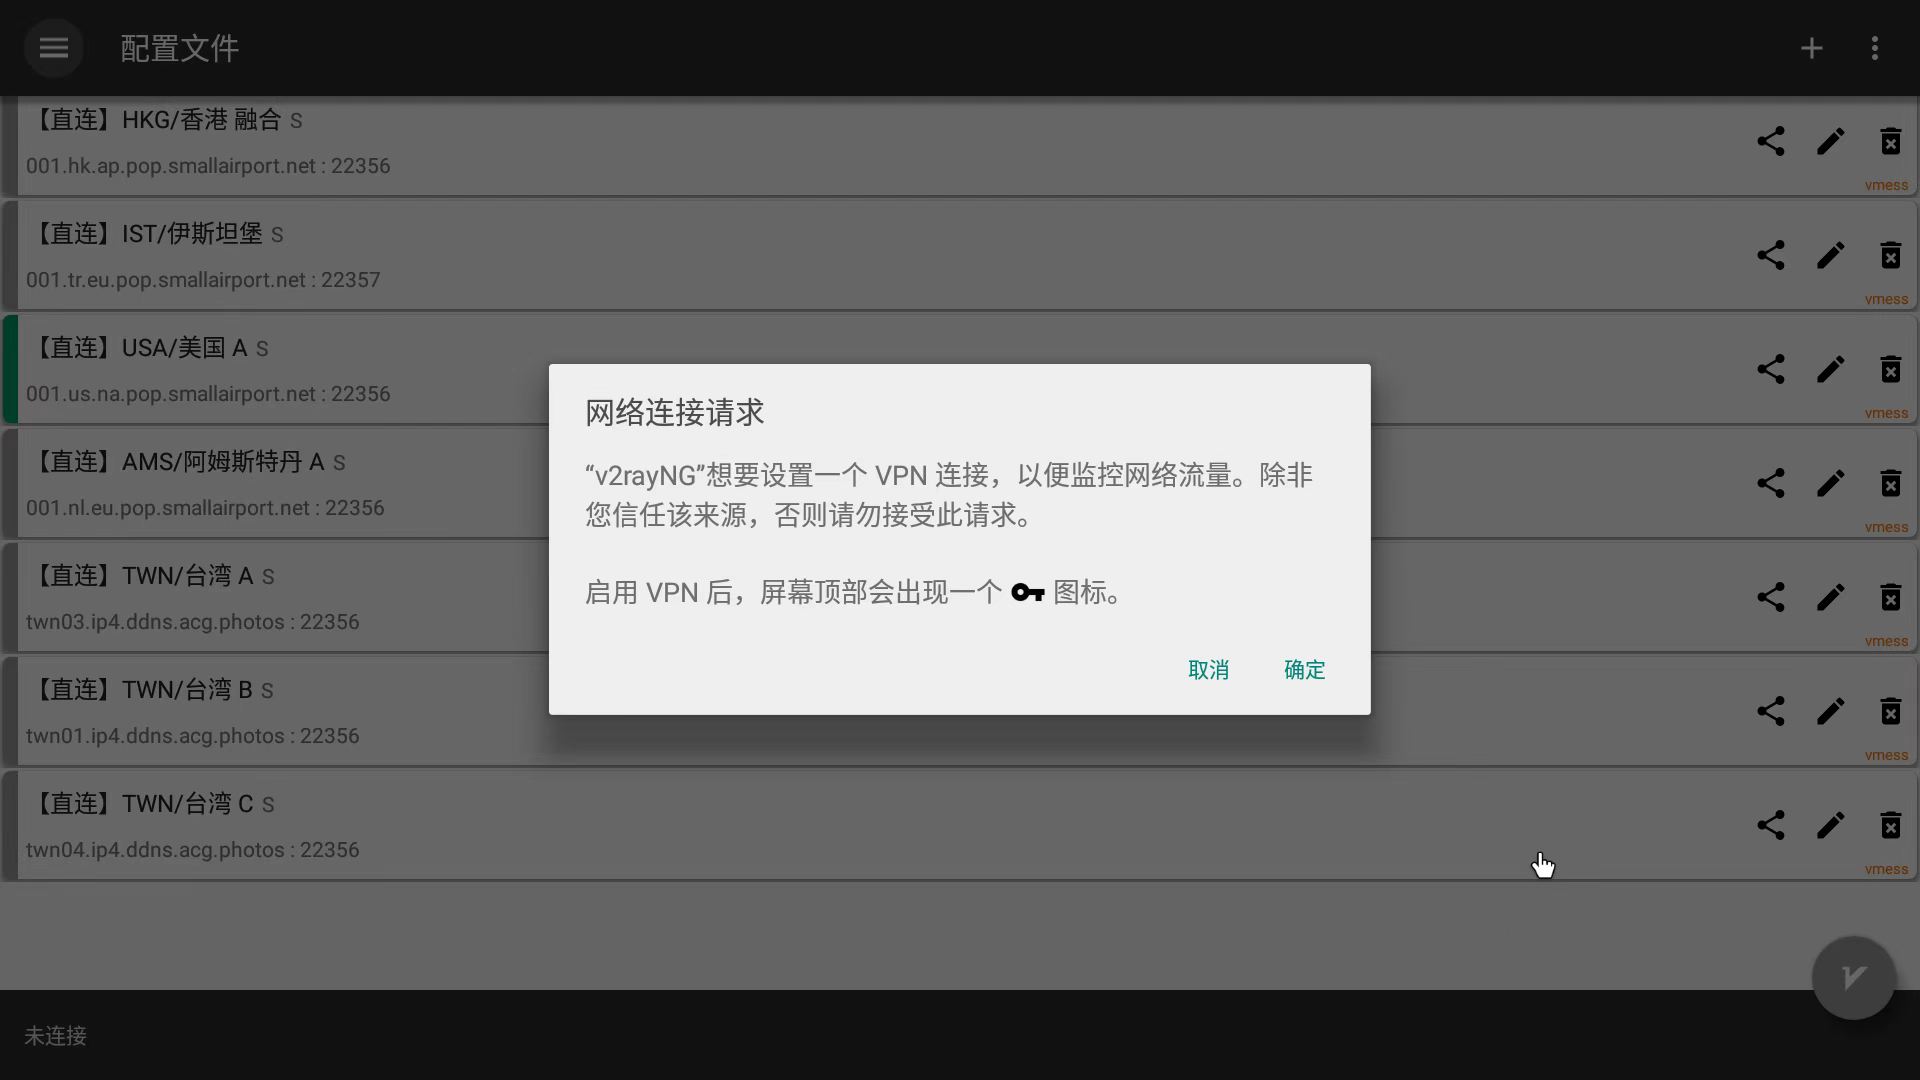 配置文件
【直连】HKG/香港 融合 S
001.hk.ap.pop.smallairport.net : 22356
vmess
【直连】IST/伊斯坦堡 S
001.tr.eu.pop.smallairport.net : 22357
vmess
【直连】USA/美国 A S
001.us.na.pop.smallairport.net : 22356
vmess
【直连】AMS/阿姆斯特丹 A S
001.nl.eu.pop.smallairport.net : 22356
vmess
【直连】TWN/台湾 A S
twn03.ip4.ddns.acg.photos : 22356
vmess
【直连】TWN/台湾 B S
twn01.ip4.ddns.acg.photos : 22356
vmess
【直连】TWN/台湾 C S
twn04.ip4.ddns.acg.photos : 22356
vmess
网络连接请求
“v2rayNG”想要设置一个 VPN 连接，以便监控网络流量。除非
您信任该来源，否则请勿接受此请求。
启用 VPN 后，屏幕顶部会出现一个 图标。
取消 确定
未连接